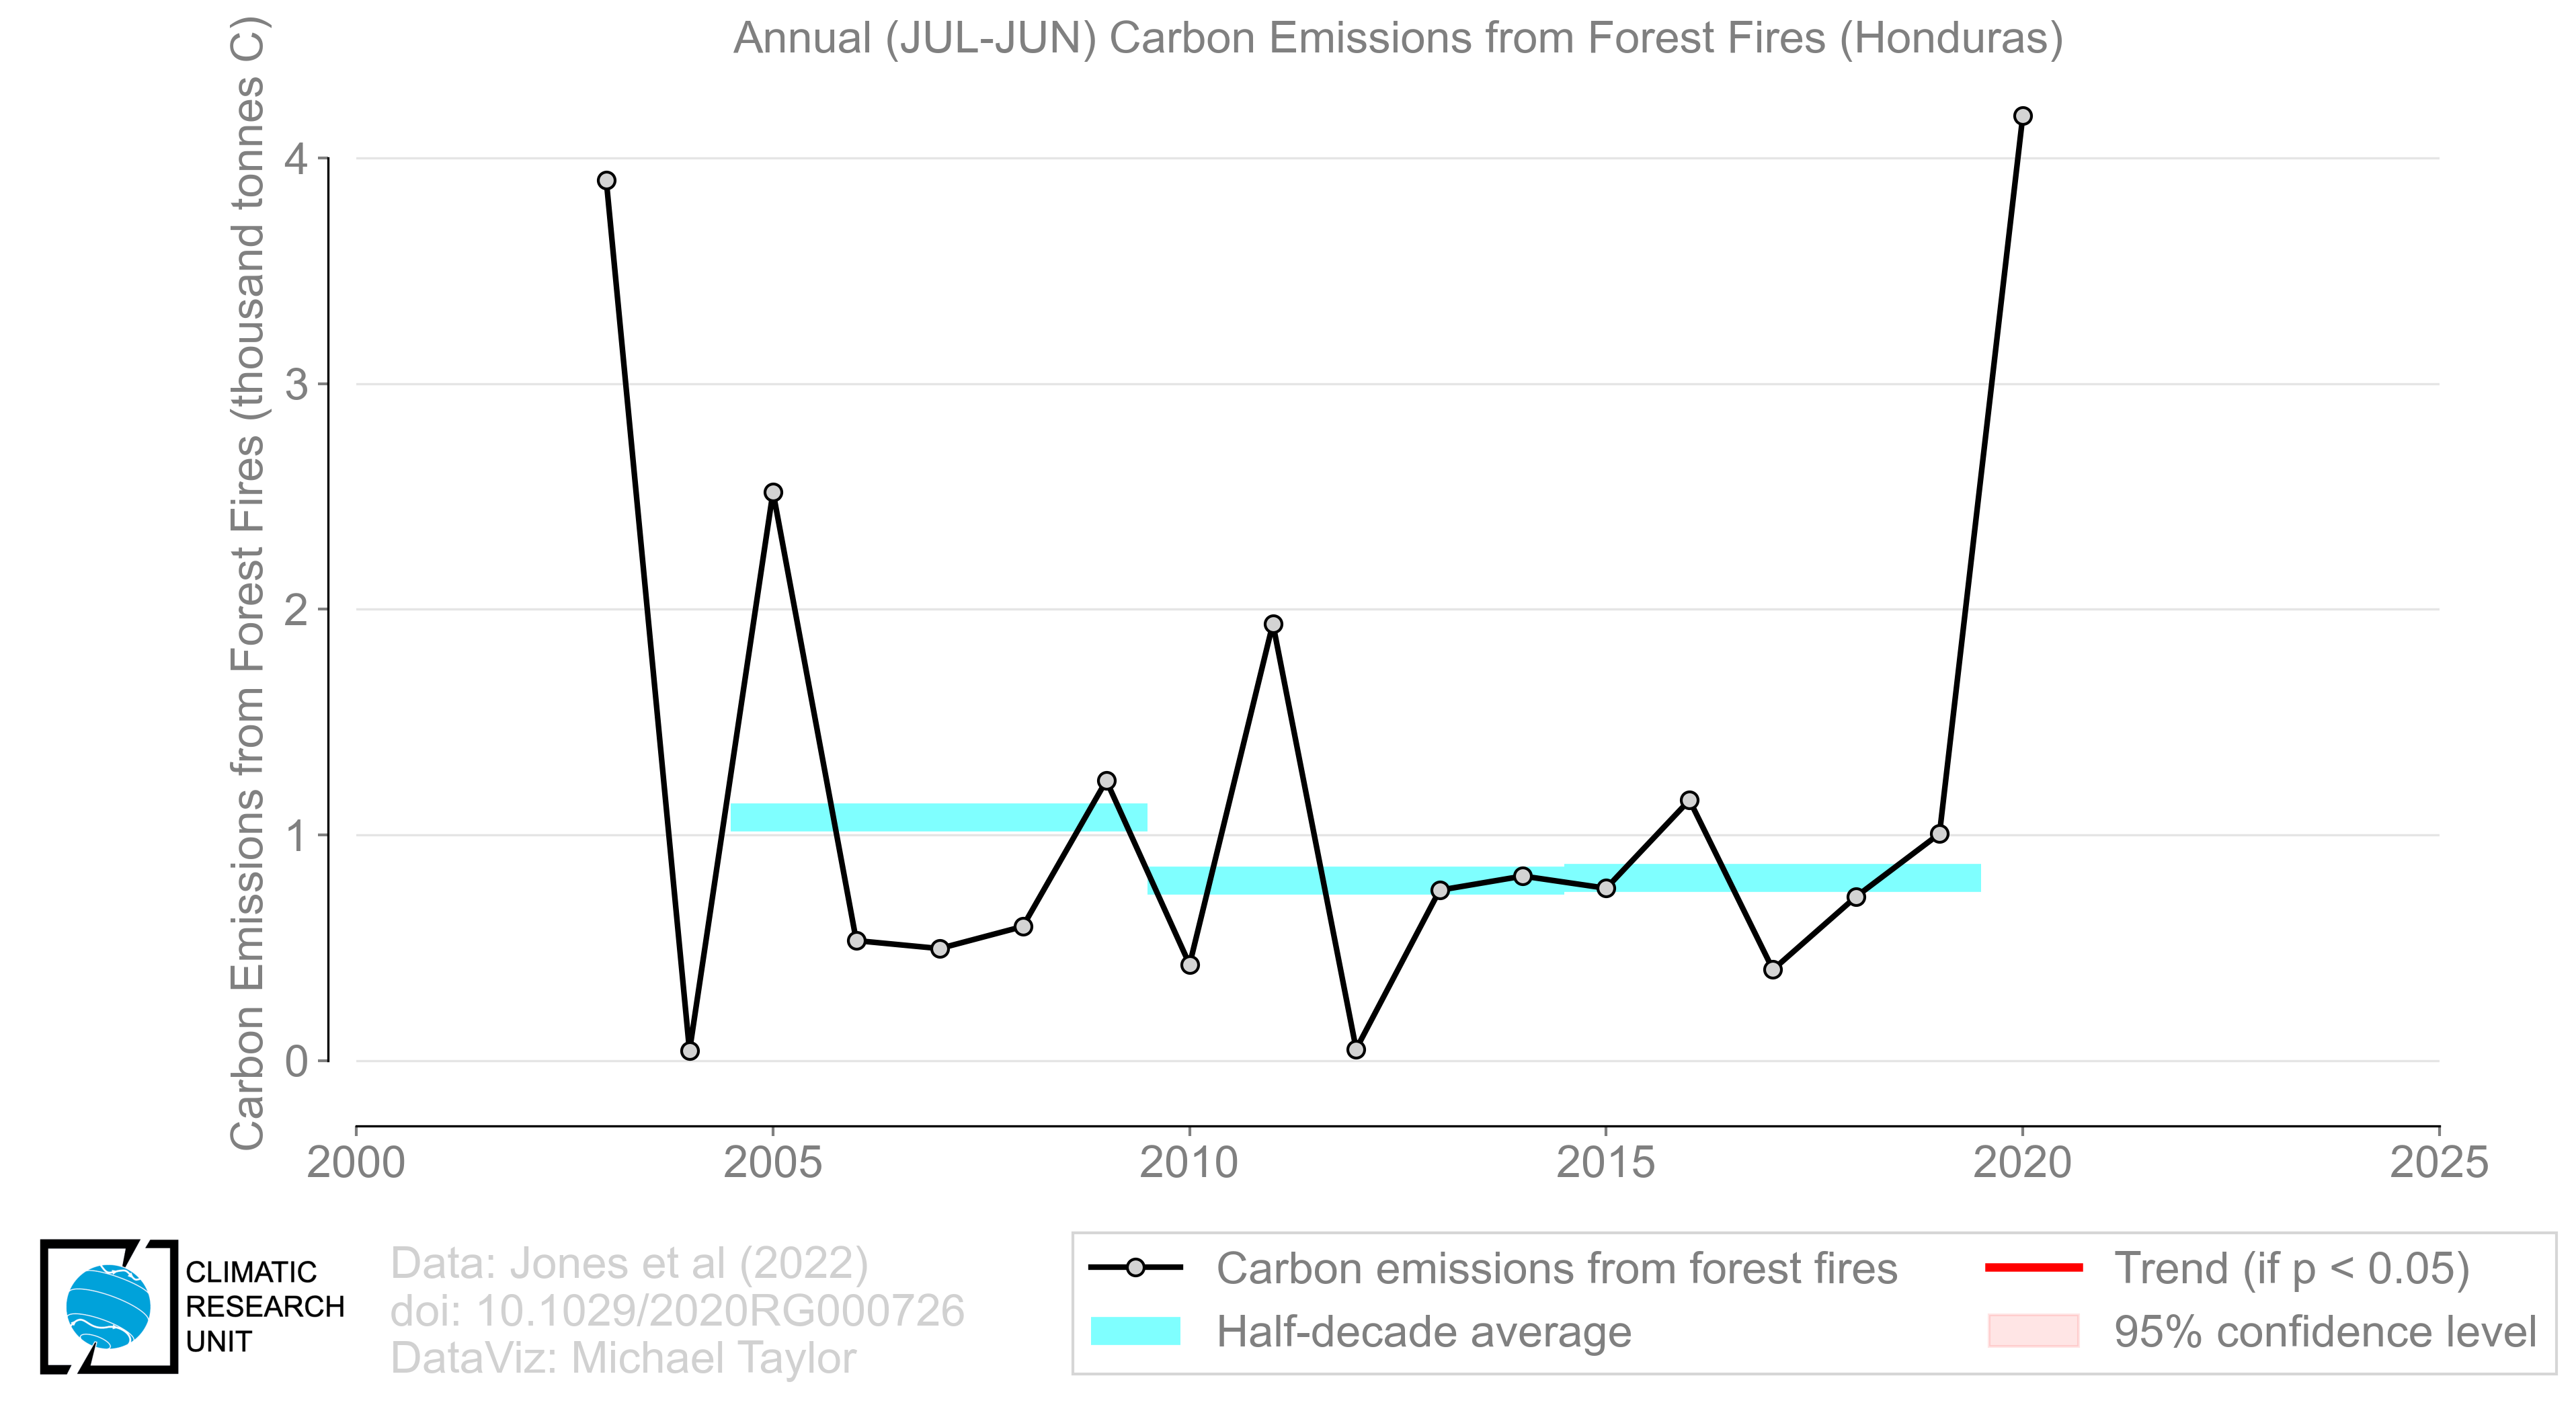 Annual (JUL-JUN) Carbon Emissions from Forest Fires (Honduras)
Carbon Emissions from Forest Fires (thousand tonnes C)
4
3
2
1
0
2000 2005 2010 2015 2020 2025
CLIMATIC
RESEARCH
UNIT
Data: Jones et al (2022)
doi: 10.1029/2020RG000726
DataViz: Michael Taylor
Carbon emissions from forest fires
Half-decade average
Trend (if p < 0.05)
95% confidence level